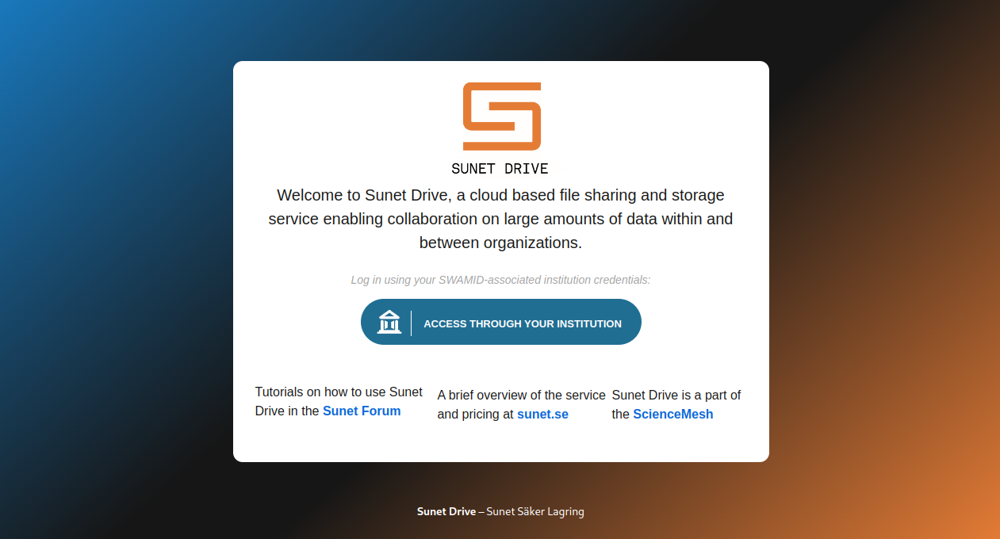 SUNET DRIVE
Welcome to Sunet Drive, a cloud based file sharing and storage
service enabling collaboration on large amounts of data within and
between organizations.
Log in using your SWAMID-associated institution credentials:
ACCESS THROUGH YOUR INSTITUTION
Tutorials on how to use Sunet
Drive in the Sunet Forum
A brief overview of the service
and pricing at sunet.se
Sunet Drive is a part of
the ScienceMesh
Sunet Drive – Sunet Säker Lagring